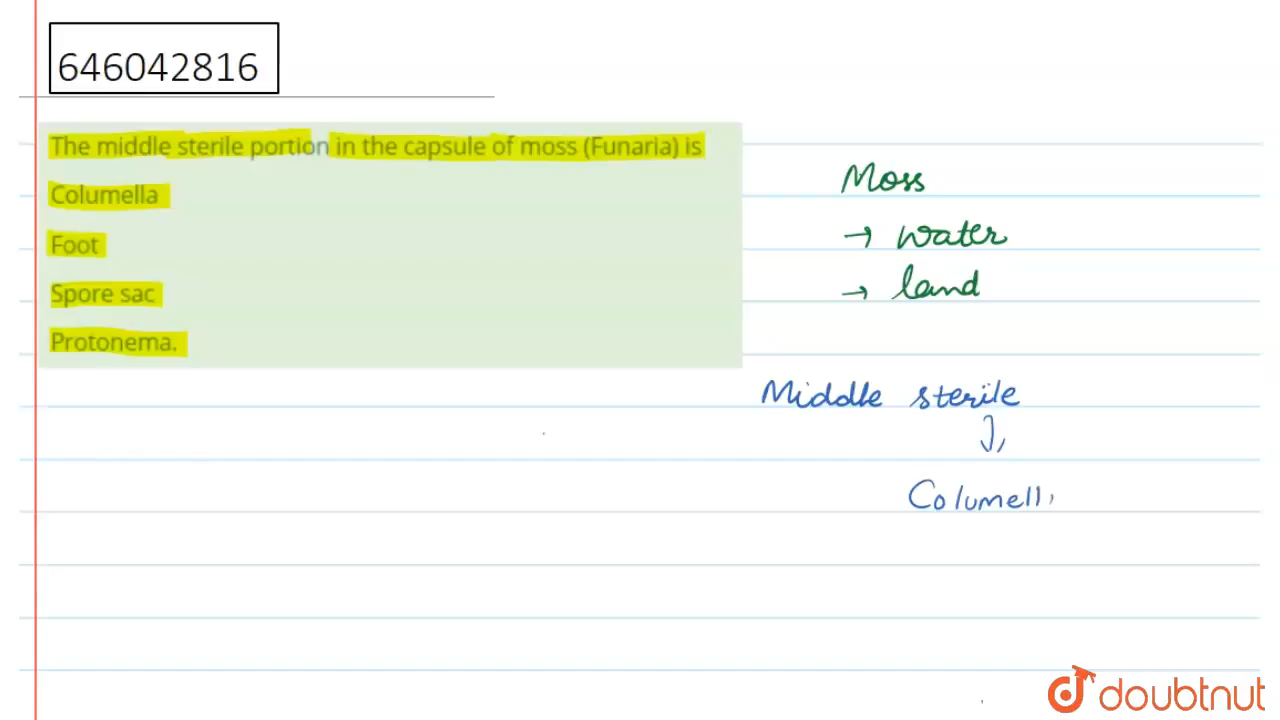 646042816
The middle sterile portion in the capsule of moss (Funaria) is
Columella
Foot
Spore sac
Protonema.
Moss
→ water
→ land
Middle sterile
Columell
doubtnut